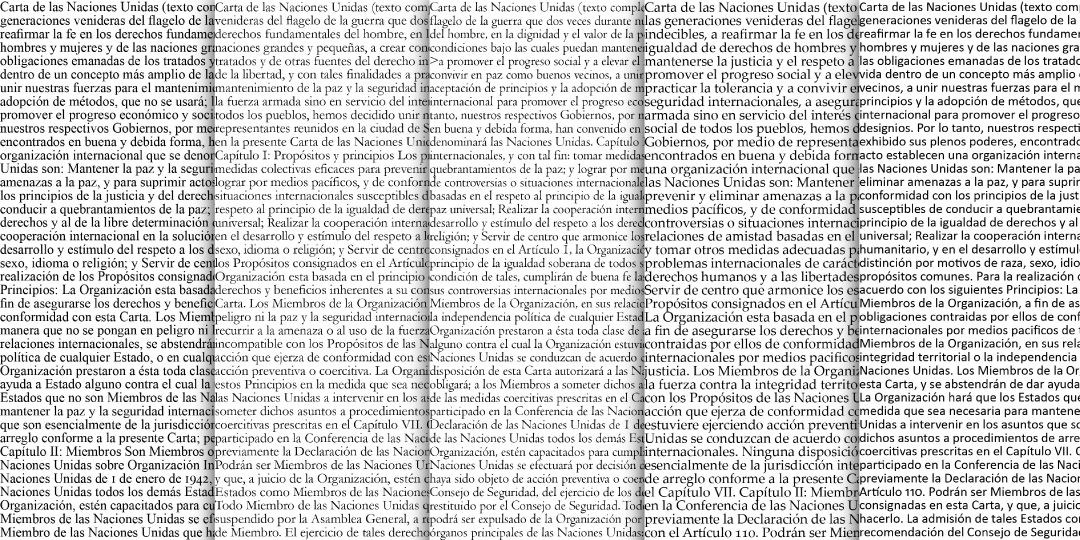 Carta de las Naciones Unidas (texto con
generaciones venideras del flagelo de la
reafirmar la fe en los derechos fundame
hombres y mujeres y de las naciones gr
obligaciones emanadas de los tratados y
dentro de un concepto más amplio de la
unir nuestras fuerzas para el mantenimi
adopción de métodos, que no se usará;
promover el progreso económico y soci
nuestros respectivos Gobiernos, por me
encontrados en buena y debida forma, h
organización internacional que se denor
Unidas son: Mantener la paz y la seguri
amenazas a la paz, y para suprimir actos
los principios de la justicia y del derech
conducir a quebrantamientos de la paz;
derechos y al de la libre determinación
cooperación internacional en la solución
desarrollo y estímulo del respeto a los d
sexo, idioma o religión; y Servir de cen
realización de los Propósitos consignad
Principios: La Organización esta basada
fin de asegurarse los derechos y benefic
conformidad con esta Carta. Los Miemb
manera que no se pongan en peligro ni
relaciones internacionales, se abstendrá
política de cualquier Estado, o en cualq
Organización prestaron a ésta toda clase
ayuda a Estado alguno contra el cual la
Estados que no son Miembros de las Na
mantener la paz y la seguridad internaci
que son esencialmente de la jurisdicción
arreglo conforme a la presente Carta; pe
Capítulo II: Miembros Son Miembros o
Naciones Unidas sobre Organización In
Naciones Unidas de 1 de enero de 1942,
Naciones Unidas todos los demás Estad
Organización, estén capacitados para cu
Miembros de las Naciones Unidas se ef
Miembro de las Naciones Unidas que ha
Carta de las Naciones Unidas (texto com
venideras del flagelo de la guerra que dos
derechos fundamentales del hombre, en
naciones grandes y pequeñas, a crear con
tratados y de otras fuentes del derecho in
de la libertad, y con tales finalidades a pra
mantenimiento de la paz y la seguridad i
la fuerza armada sino en servicio del inte
todos los pueblos, hemos decidido unir n
representantes reunidos en la ciudad de S
en la presente Carta de las Naciones Unid
Capítulo I: Propósitos y principios Los p
medidas colectivas eficaces para prevenir
lograr por medios pacíficos, y de conform
situaciones internacionales susceptibles d
respeto al principio de la igualdad de der
universal; Realizar la cooperación interna
en el desarrollo y estímulo del respeto a l
sexo, idioma o religión; y Servir de centro
los Propósitos consignados en el Artículo
Organización esta basada en el principio
derechos y beneficios inherentes a su co
Carta. Los Miembros de la Organización
peligro ni la paz y la seguridad internacio
recurrir a la amenaza o al uso de la fuerza
incompatible con los Propósitos de las N
acción que ejerza de conformidad con es
acción preventiva o coercitiva. La Organ
estos Principios en la medida que sea nec
las Naciones Unidas a intervenir en los a
someter dichos asuntos a procedimientos
coercitivas prescritas en el Capítulo VII. C
participado en la Conferencia de las Naci
previamente la Declaración de las Nacion
Podrán ser Miembros de las Naciones Un
y que, a juicio de la Organización, estén
Estados como Miembros de las Naciones
Todo Miembro de las Naciones Unidas q
suspendido por la Asamblea General, a r
de Miembro. El ejercicio de tales derecho
Carta de las Naciones Unidas (texto comple
flagelo de la guerra que dos veces durante n
del hombre, en la dignidad y el valor de la p
condiciones bajo las cuales puedan mantene
>a promover el progreso social y a elevar el
convivir en paz como buenos vecinos, a unir
aceptación de principios y la adopción de m
internacional para promover el progreso eco
tanto, nuestros respectivos Gobiernos, por
en buena y debida forma, han convenido en
denominará las Naciones Unidas. Capítulo
internacionales, y con tal fin: tomar medidas
quebrantamientos de la paz; y lograr por me
de controversias o situaciones internacionale
basadas en el respeto al principio de la igual
paz universal; Realizar la cooperación intern
desarrollo y estímulo del respeto a los derec
religión; y Servir de centro que armonice los
consignados en el Artículo I, la Organizació
principio de la igualdad soberana de todos s
condición de tales, cumplirán de buena fe la
sus controversias internacionales por medios
Miembros de la Organización, en sus relacio
la independencia política de cualquier Estad
Organización prestaron a ésta toda clase de
alguno contra el cual la Organización estuvi
Naciones Unidas se conduzcan de acuerdo
disposición de esta Carta autorizará a las Na
obligará; a los Miembros a someter dichos a
de las medidas coercitivas prescritas en el C
participado en la Conferencia de las Nacion
Declaración de las Naciones Unidas de 1 de
de las Naciones Unidas todos los demás Est
Organización, estén capacitados para cumpl
Naciones Unidas se efectuará por decisión d
haya sido objeto de acción preventiva o coer
Consejo de Seguridad, del ejercicio de los de
restituido por el Consejo de Seguridad. Tod
podrá ser expulsado de la Organización por
órganos principales de las Naciones Unidas:
Carta de las Naciones Unidas (texto
las generaciones venideras del flage
indecibles, a reafirmar la fe en los de
igualdad de derechos de hombres y
mantenerse la justicia y el respeto a
promover el progreso social y a elev
practicar la tolerancia y a convivir e
seguridad internacionales, a asegura
armada sino en servicio del interés c
social de todos los pueblos, hemos d
Gobiernos, por medio de representa
encontrados en buena y debida form
una organización internacional que
las Naciones Unidas son: Mantener
prevenir y eliminar amenazas a la p
medios pacíficos, y de conformidad
controversias o situaciones internac
relaciones de amistad basadas en el
y tomar otros medidas adecuadas p
problemas internacionales de caráct
derechos humanos y a las libertades
Servir de centro que armonice los es
Propósitos consignados en el Artícu
La Organización esta basada en el p
a fin de asegurarse los derechos y be
contraidas por ellos de conformidad
internacionales por medios pacificos
justicia. Los Miembros de la Organi
la fuerza contra la integridad territo
con los Propósitos de las Naciones U
acción que ejerza de conformidad co
estuviere ejerciendo acción preventi
Unidas se conduzcan de acuerdo co
internacionales. Ninguna disposició
esencialmente de la jurisdicción inte
de arreglo conforme a la presente C
el Capítulo VII. Capítulo II: Miembr
en la Conferencia de las Naciones U
previamente la Declaración de las N
con el Artículo 110. Podrán ser Mien
Carta de las Naciones Unidas (texto com
generaciones venideras del flagelo de la
reafirmar la fe en los derechos fundamen
hombres y mujeres y de las naciones gra
las obligaciones emanadas de los tratado
vida dentro de un concepto más amplio
vecinos, a unir nuestras fuerzas para el m
principios y la adopción de métodos, que
internacional para promover el progreso
designios. Por lo tanto, nuestros respecti
exhibido sus plenos poderes, encontrado
acto establecen una organización interna
las Naciones Unidas son: Mantener la paz
eliminar amenazas a la paz, y para suprir
conformidad con los principios de la just
susceptibles de conducir a quebrantamie
principio de la igualdad de derechos y al
universal; Realizar la cooperación interna
humanitario, y en el desarrollo y estímul
distinción por motivos de raza, sexo, idio
propósitos comunes. Para la realización d
acuerdo con los siguientes Principios: La
Miembros de la Organización, a fin de as
obligaciones contraidas por ellos de conf
internacionales por medios pacificos de t
Miembros de la Organización, en sus rela
integridad territorial o la independencia
Naciones Unidas. Los Miembros de la Or
esta Carta, y se abstendrán de dar ayuda
La Organización hará que los Estados que
medida que sea necesaria para mantene
Unidas a intervenir en los asuntos que so
dichos asuntos a procedimientos de arre
coercitivas prescritas en el Capítulo VII. C
participado en la Conferencia de las Naci
previamente la Declaración de las Nacion
Artículo 110. Podrán ser Miembros de las
consignadas en esta Carta, y que, a juicio
hacerlo. La admisión de tales Estados con
recomendación del Consejo de Seguridad